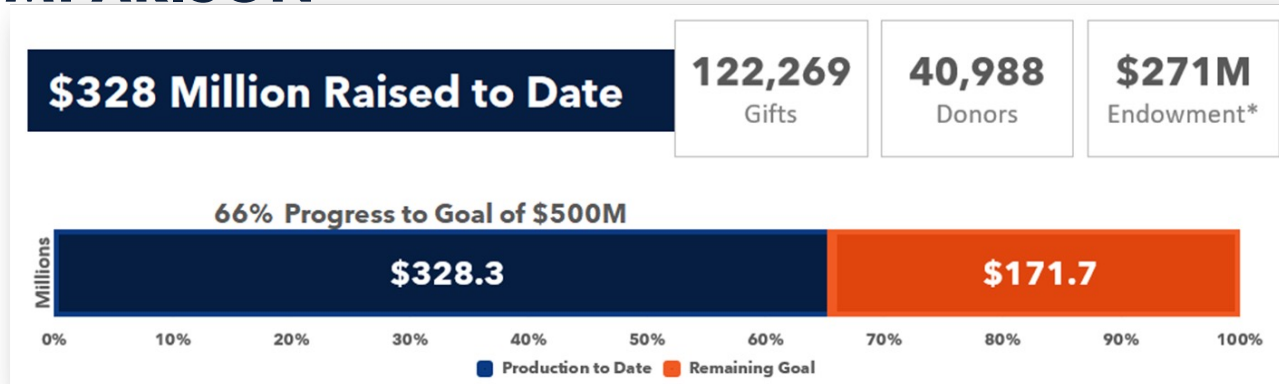 $328 Million Raised to Date
122,269
Gifts
40,988
Donors
$271M
Endowment*
66% Progress to Goal of $500M
Millions
$328.3
$171.7
0% 10% 20% 30% 40% 50% 60% 70% 80% 90% 100%
Production to Date Remaining Goal